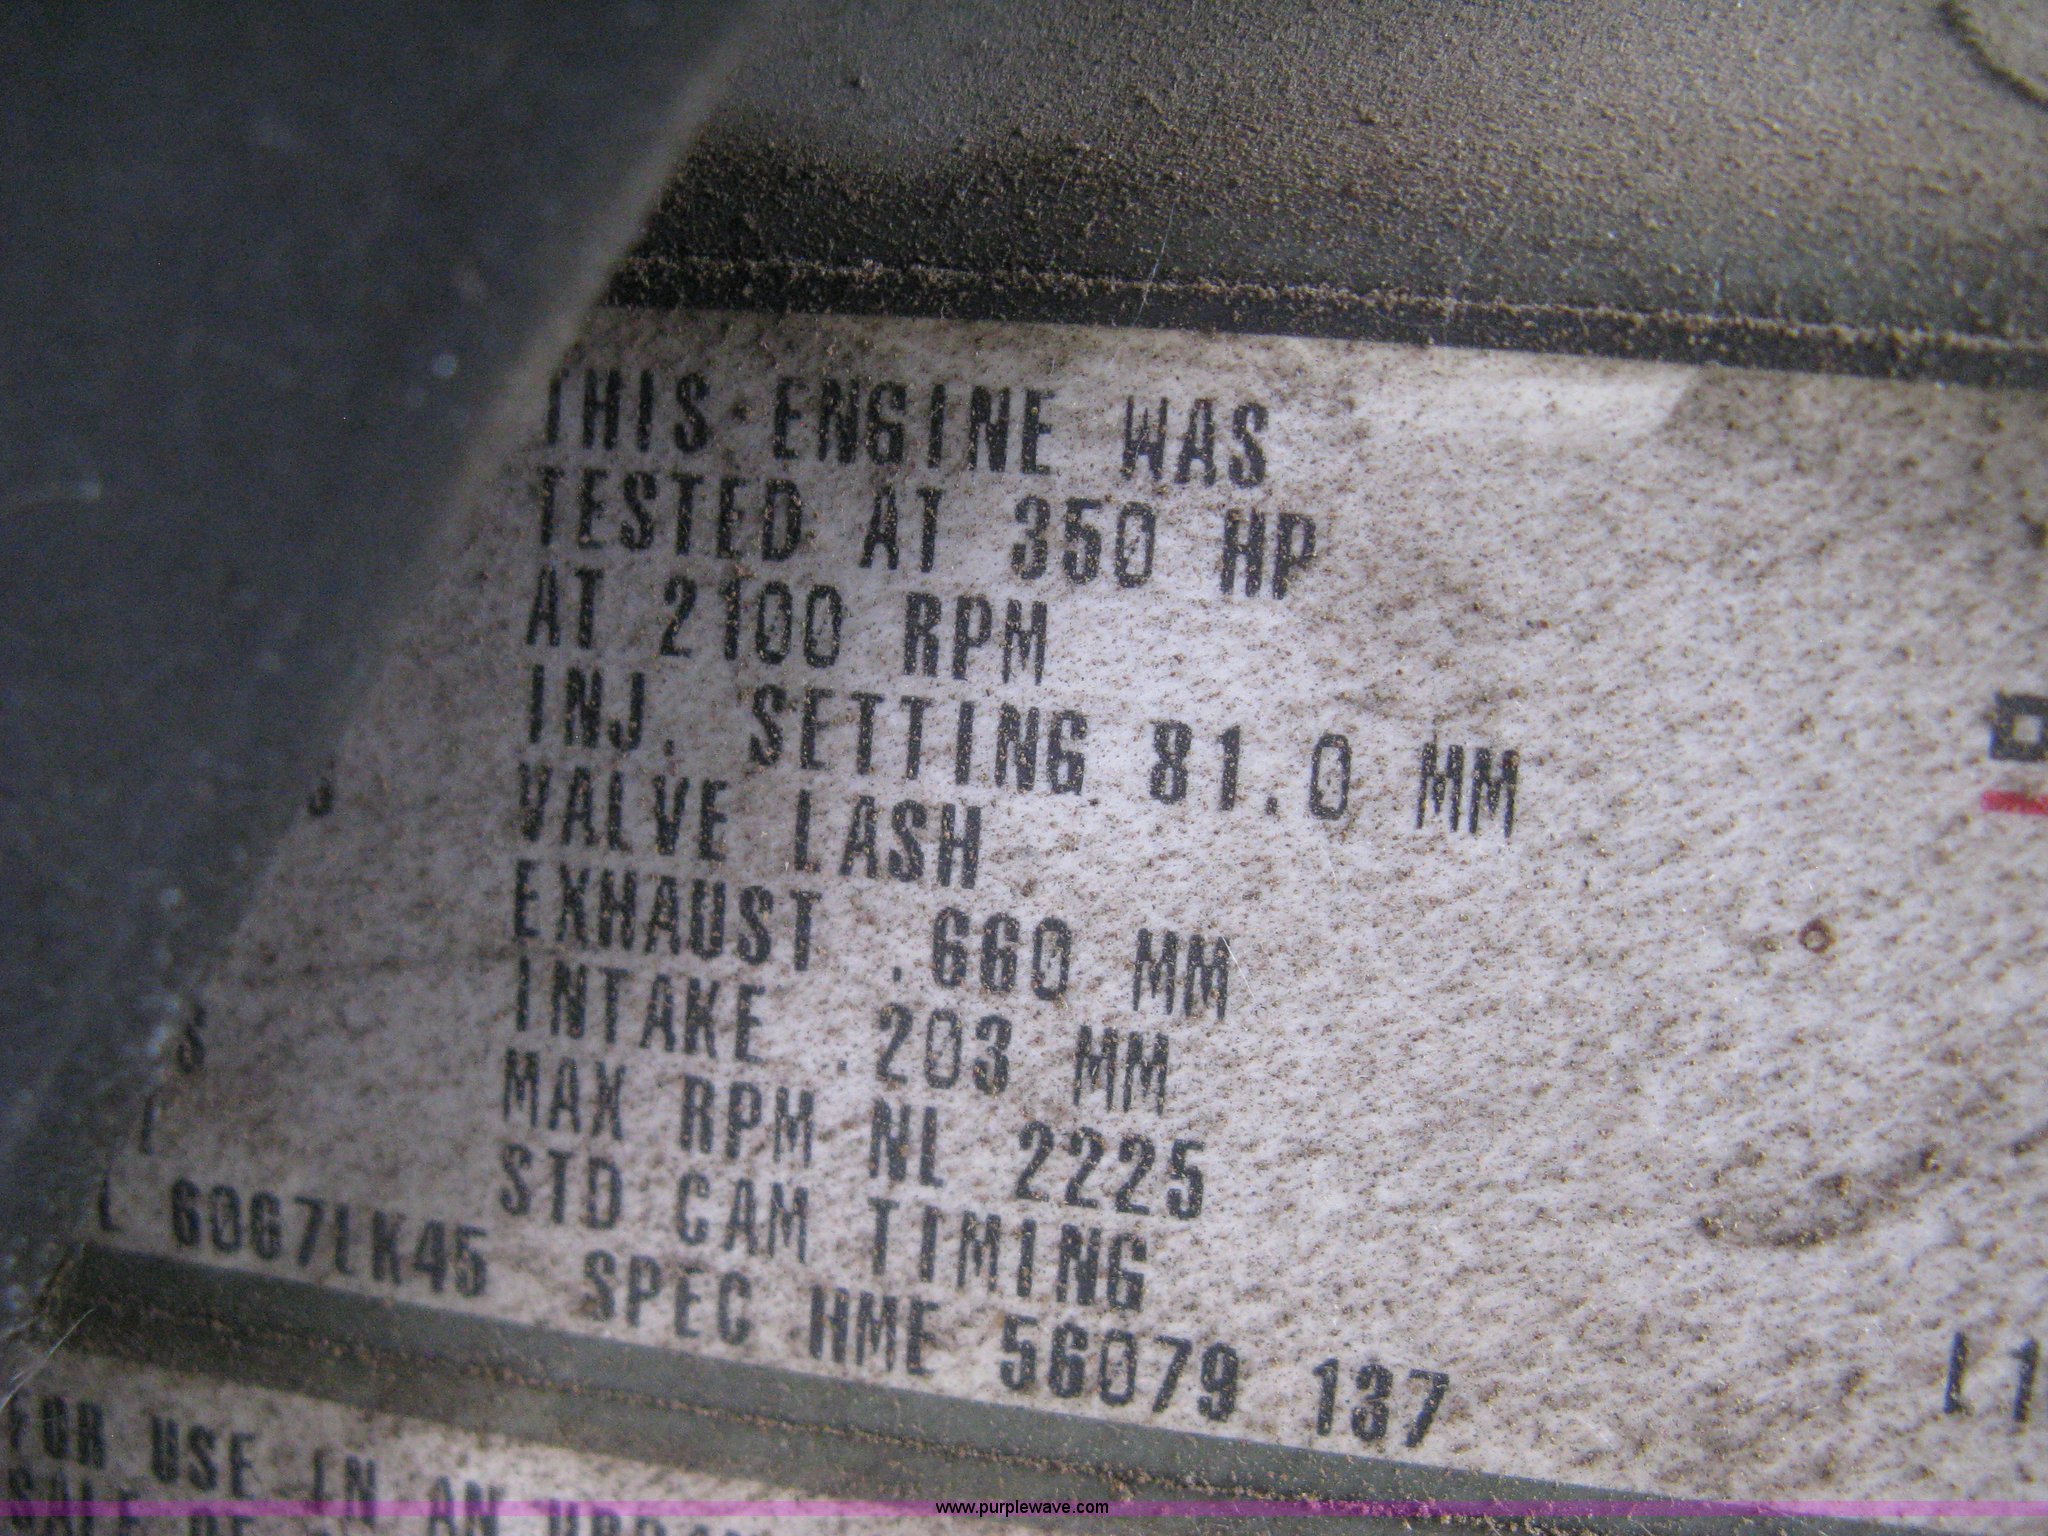 THIS ENGINE WAS
TESTED AT 350 HP
AT 2100 RPM
INJ. SETTING 81.0 MM
VALVE LASH
EXHAUST .660 MM
INTAKE .203 MM
MAX RPM NL 2225
STD CAM TIMING
6067LK45 SPEC HME 56079 137
FOR USE IN AN
www.purplewave.com